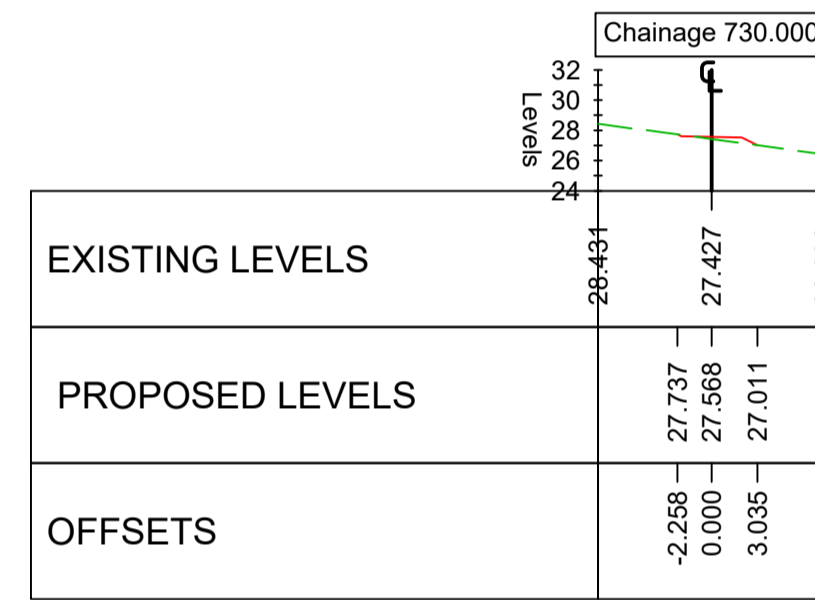 Chainage 730.000
℄
32
30
28
26
24
Levels
EXISTING LEVELS
28.431
27.427
PROPOSED LEVELS
27.737
27.568
27.011
OFFSETS
-2.258
0.000
3.035